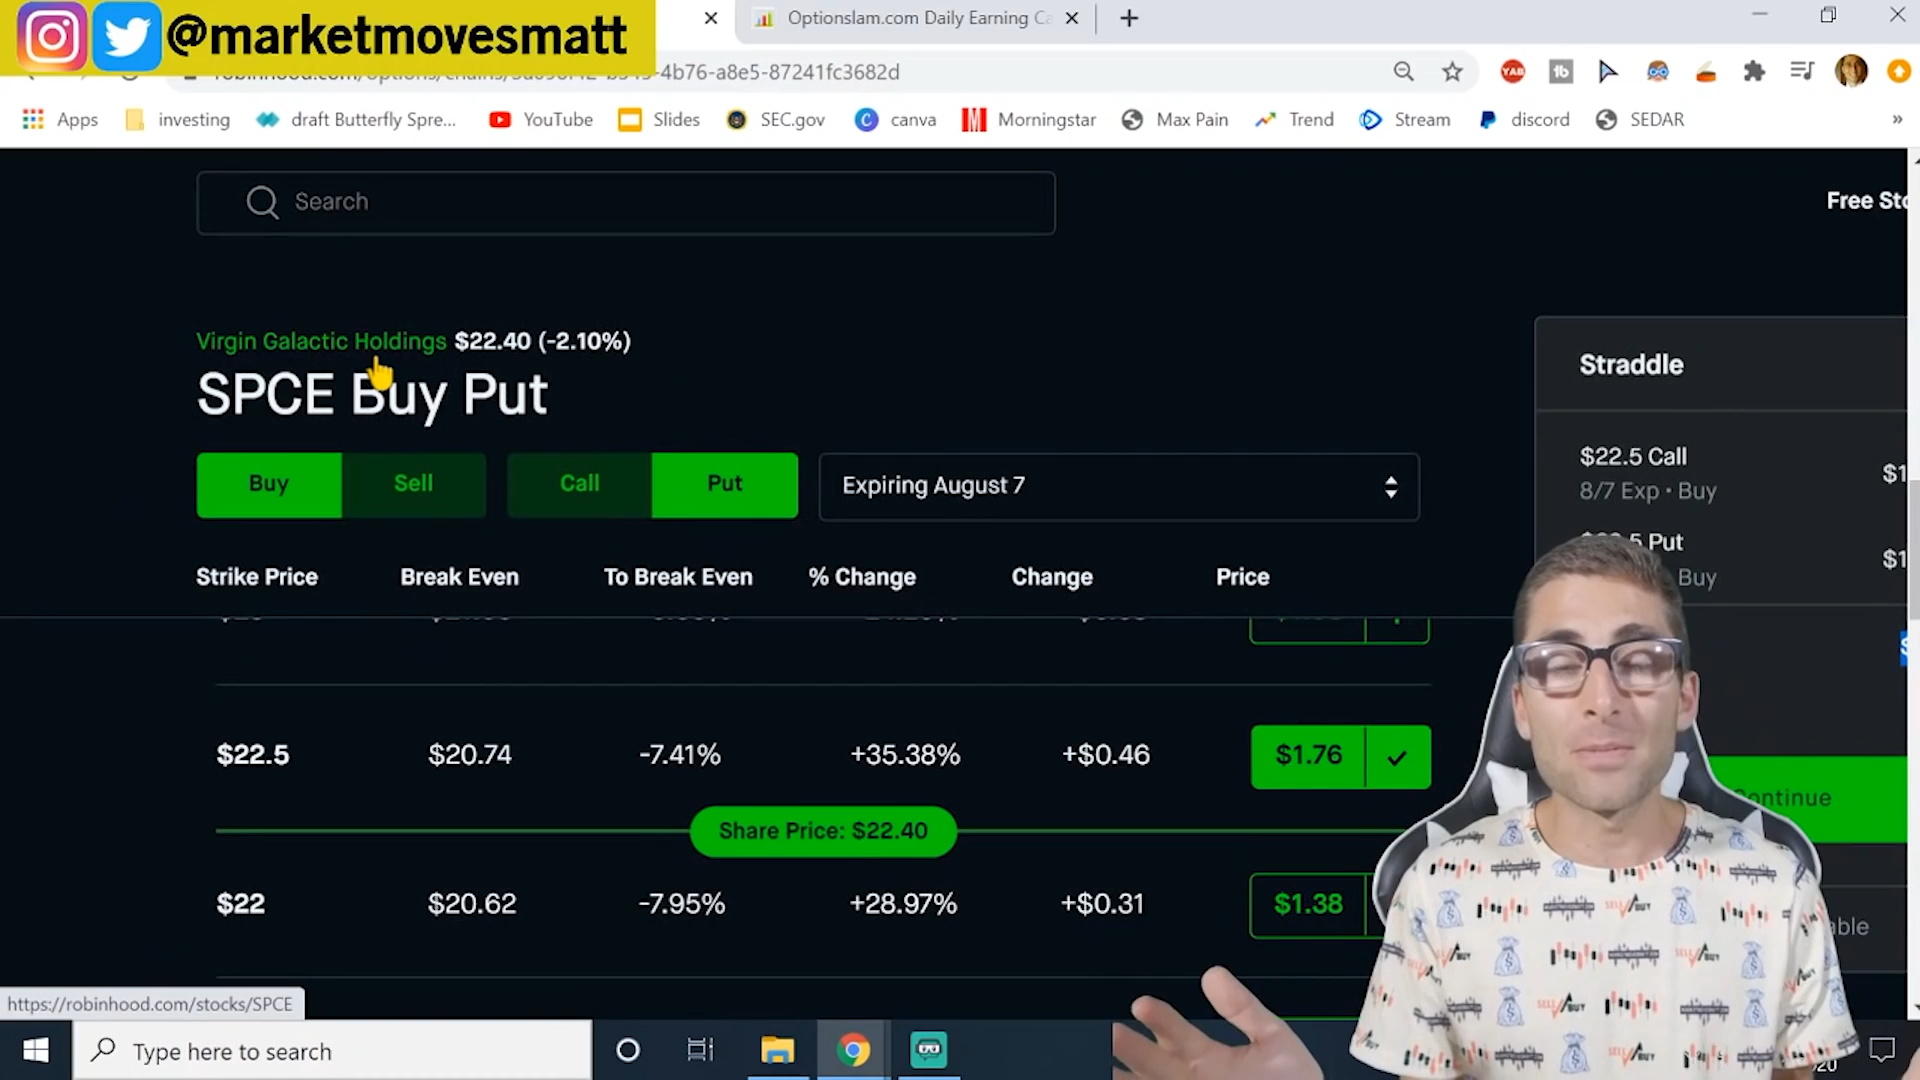 @marketmovesmatt
Optionslam.com Daily Earning Ca
4b76-a8e5-87241fc3682d
Apps investing draft Butterfly Spre... YouTube Slides SEC.gov canva Morningstar Max Pain Trend Stream discord SEDAR »
Search
Free Sto
Virgin Galactic Holdings $22.40 (-2.10%)
SPCE Buy Put
Buy Sell Call Put Expiring August 7
Straddle
$22.5 Call
8/7 Exp • Buy
Put
Buy
Strike Price Break Even To Break Even % Change Change Price
$22.5 $20.74 -7.41% +35.38% +$0.46 $1.76
Share Price: $22.40
Continue
$22 $20.62 -7.95% +28.97% +$0.31 $1.38
https://robinhood.com/stocks/SPCE
Type here to search